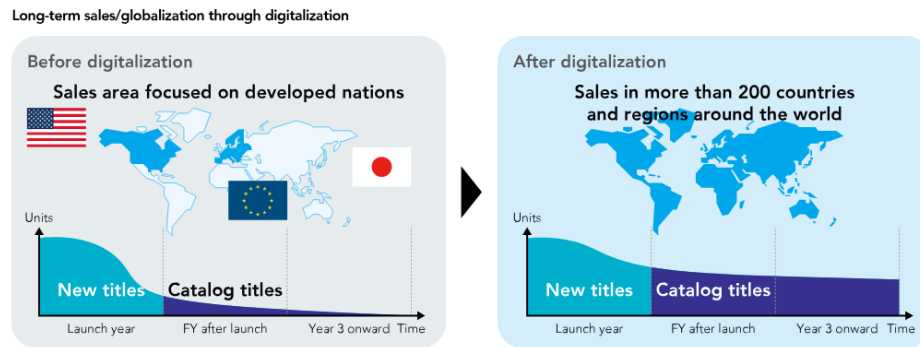 Long-term sales/globalization through digitalization
Before digitalization
Sales area focused on developed nations
Units
New titles
Catalog titles
Launch year
FY after launch
Year 3 onward
Time
After digitalization
Sales in more than 200 countries
and regions around the world
Units
New titles
Catalog titles
Launch year
FY after launch
Year 3 onward
Time